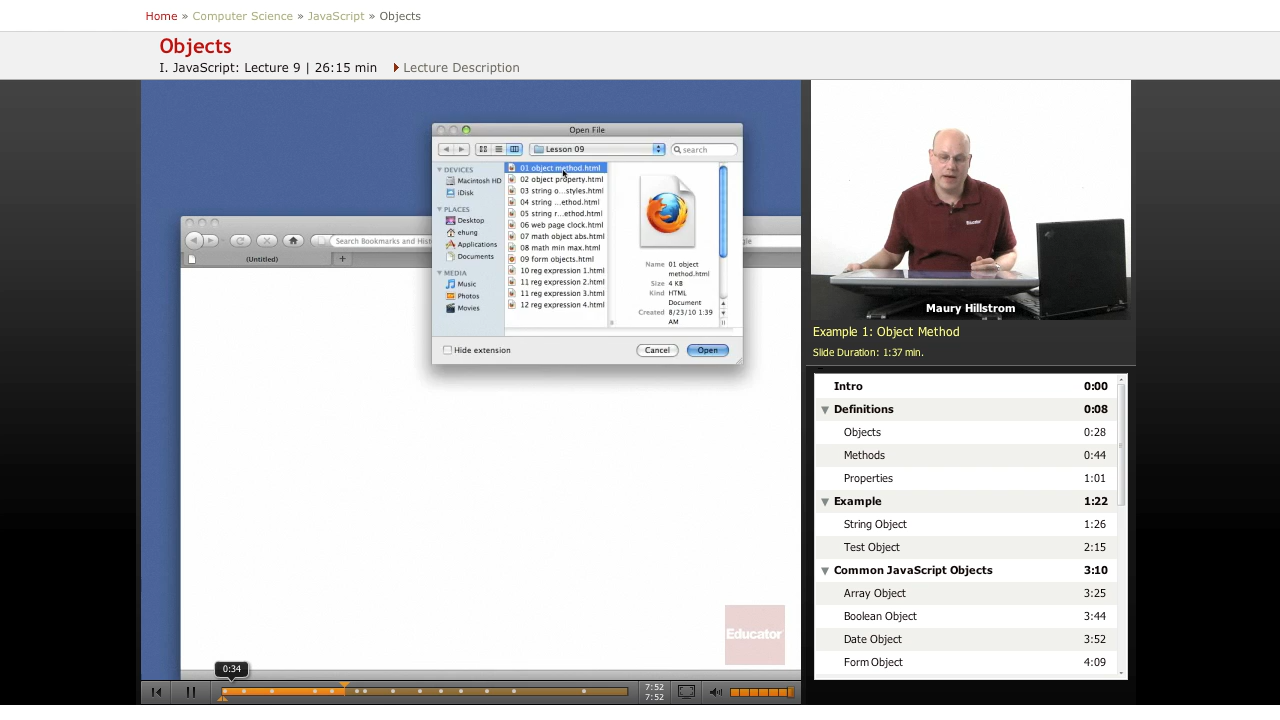 Home » Computer Science » JavaScript » Objects
Objects
I. JavaScript: Lecture 9 | 26:15 min Lecture Description
Open File
Lesson 09
search
DEVICES
Macintosh HD
iDisk
PLACES
Desktop
ehung
Applications
Documents
MEDIA
Music
Photos
Movies
01 object method.html
02 object property.html
03 string o...styles.html
04 string ...ethod.html
05 string r...ethod.html
06 web page clock.html
07 math object abs.html
08 math min max.html
09 form objects.html
10 reg expression 1.html
11 reg expression 2.html
11 reg expression 3.html
12 reg expression 4.html
Name 01 object
method.html
Size 4 KB
Kind HTML
Document
Created 8/23/10 1:39
AM
Hide extension
Cancel
Open
Search Bookmarks and Hist
gle
(Untitled)
Educator
0:34
7:52
7:52
Maury Hillstrom
Example 1: Object Method
Slide Duration: 1:37 min.
Intro 0:00
Definitions 0:08
Objects 0:28
Methods 0:44
Properties 1:01
Example 1:22
String Object 1:26
Test Object 2:15
Common JavaScript Objects 3:10
Array Object 3:25
Boolean Object 3:44
Date Object 3:52
Form Object 4:09